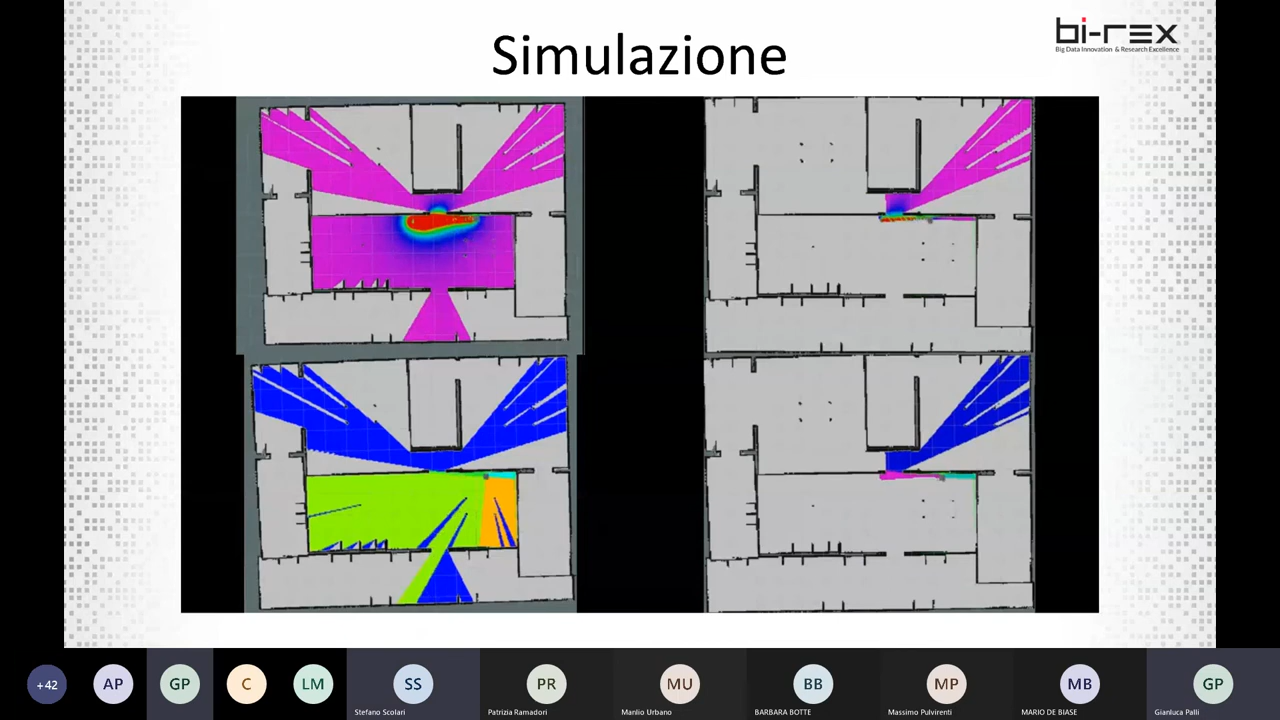 Simulazione
bi-rex
Big Data Innovation & Research Excellence
+42
AP
GP
C
LM
SS
PR
MU
BB
MP
MB
GP
Stefano Scolari
Patrizia Ramadori
Manlio Urbano
BARBARA BOTTE
Massimo Pulvirenti
MARIO DE BIASE
Gianluca Palli